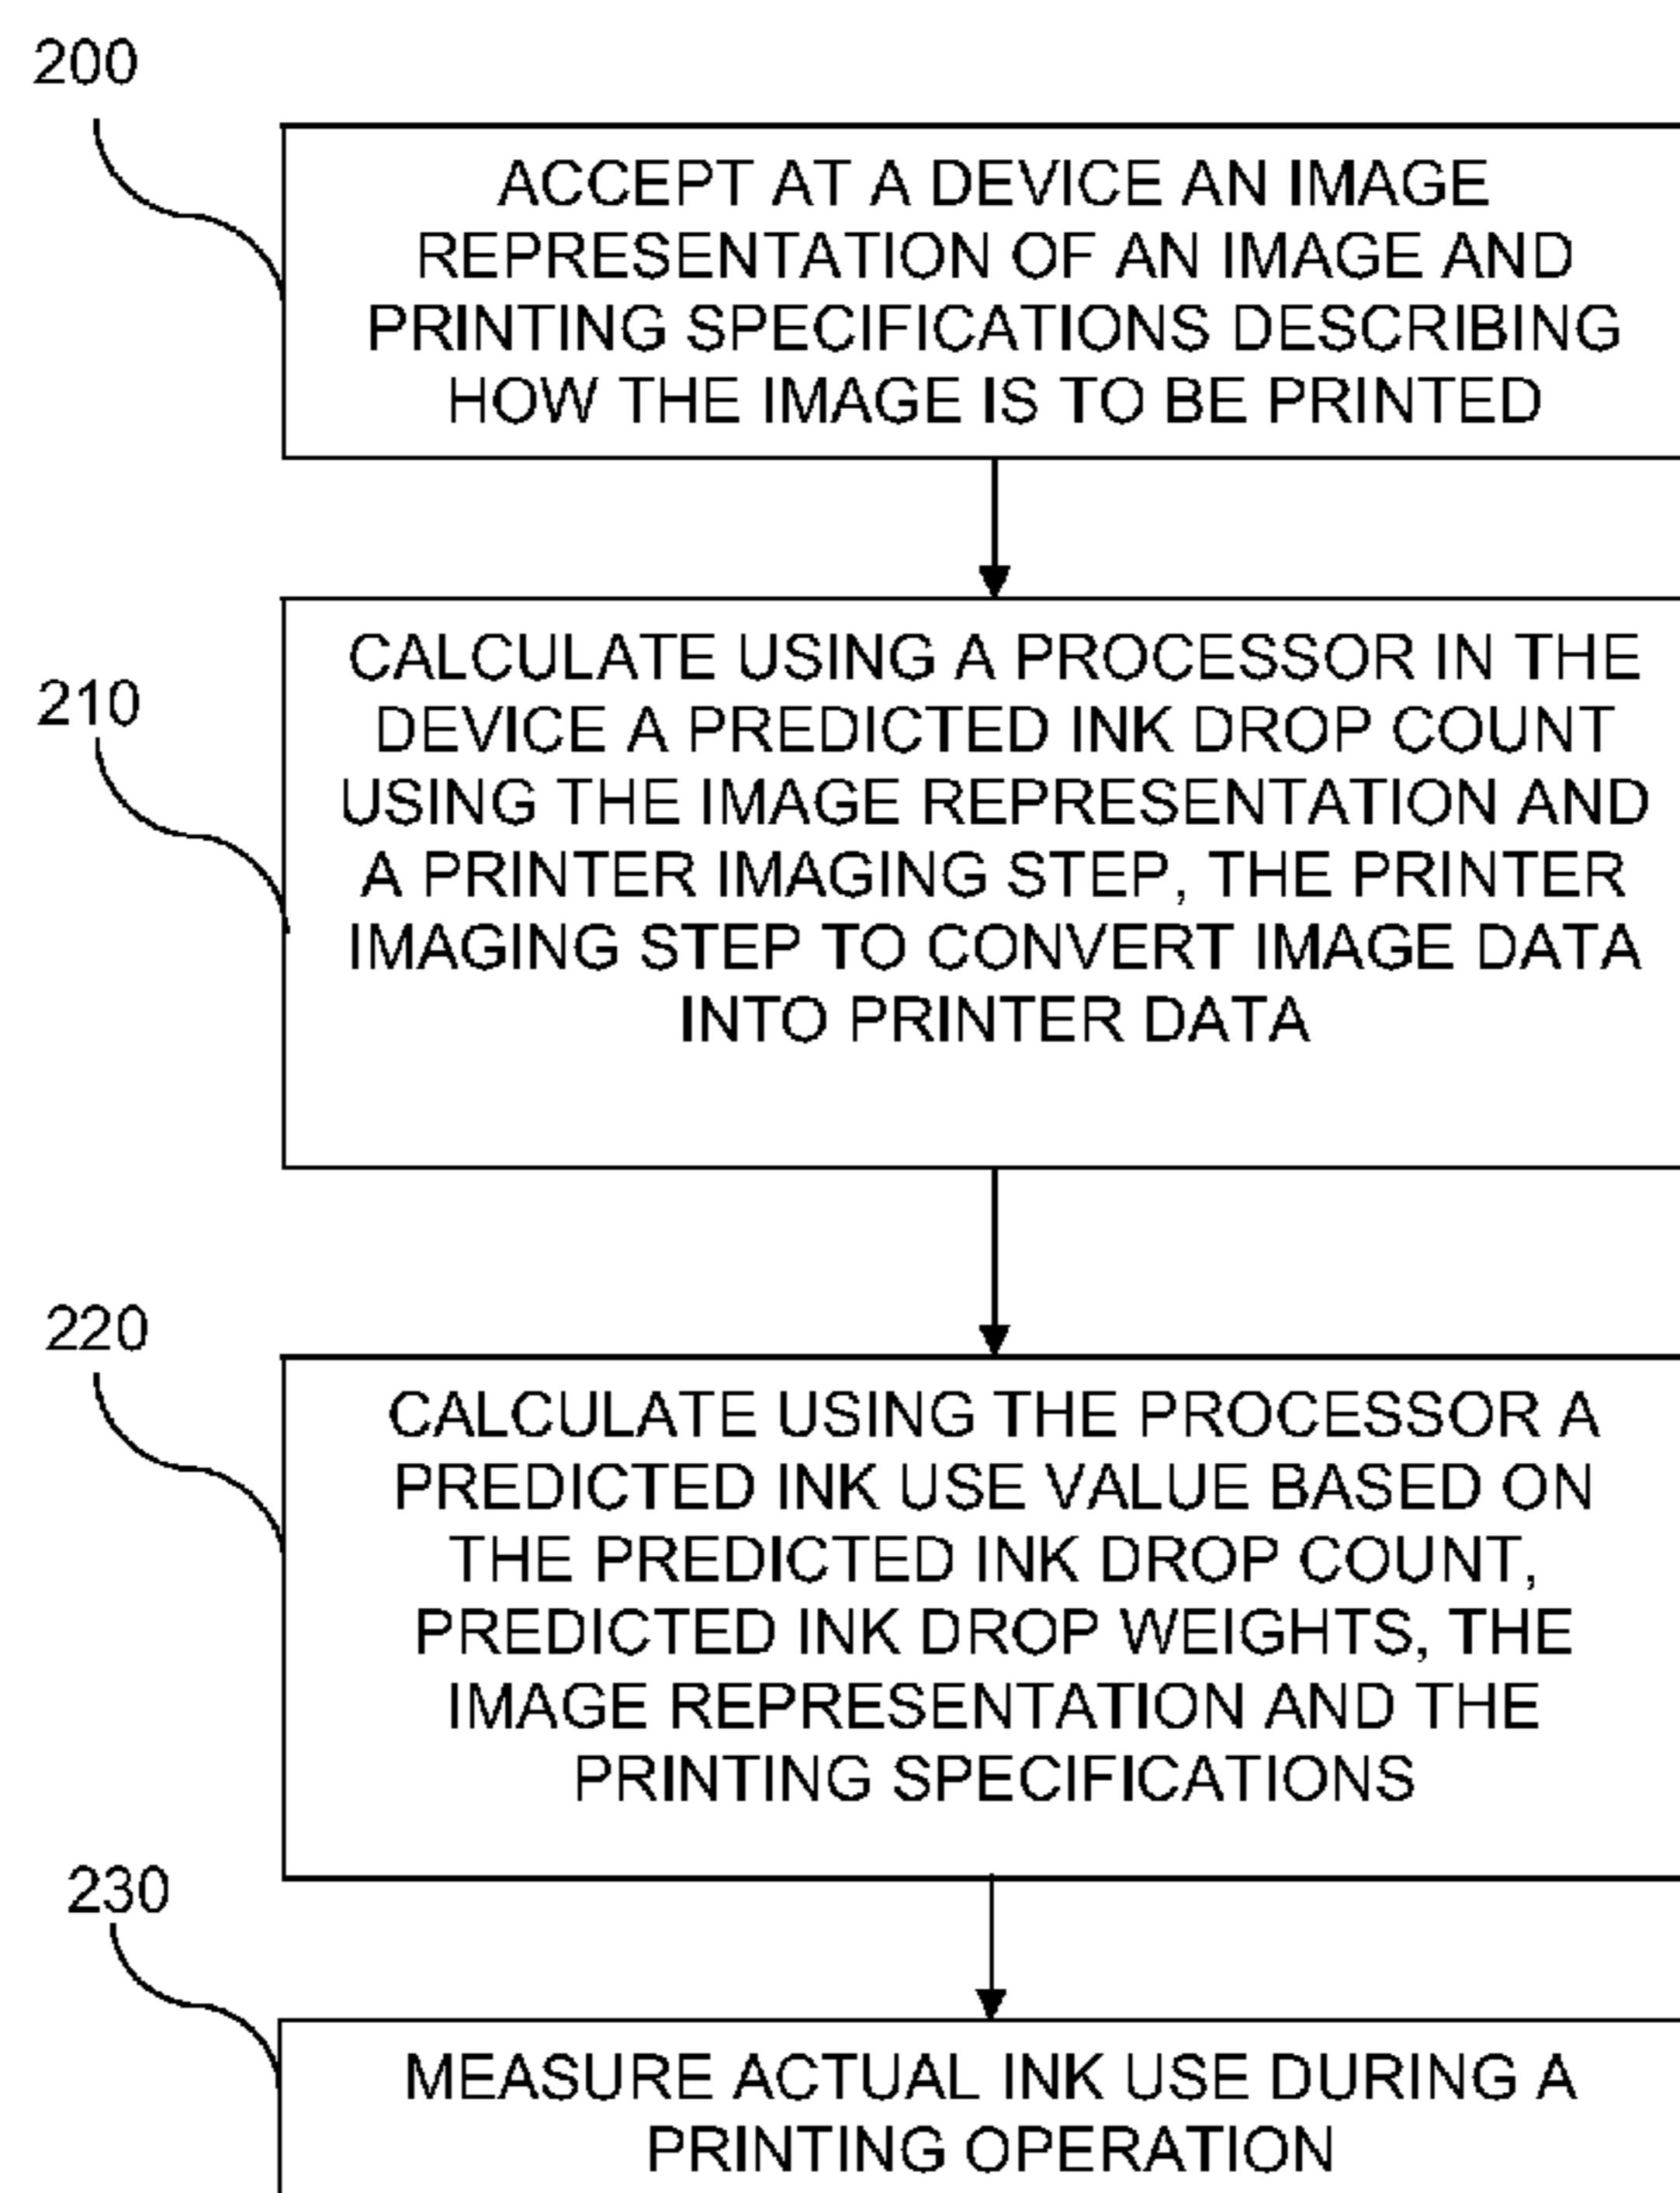 200
ACCEPT AT A DEVICE AN IMAGE
REPRESENTATION OF AN IMAGE AND
PRINTING SPECIFICATIONS DESCRIBING
HOW THE IMAGE IS TO BE PRINTED
210
CALCULATE USING A PROCESSOR IN THE
DEVICE A PREDICTED INK DROP COUNT
USING THE IMAGE REPRESENTATION AND
A PRINTER IMAGING STEP, THE PRINTER
IMAGING STEP TO CONVERT IMAGE DATA
INTO PRINTER DATA
220
CALCULATE USING THE PROCESSOR A
PREDICTED INK USE VALUE BASED ON
THE PREDICTED INK DROP COUNT,
PREDICTED INK DROP WEIGHTS, THE
IMAGE REPRESENTATION AND THE
PRINTING SPECIFICATIONS
230
MEASURE ACTUAL INK USE DURING A
PRINTING OPERATION